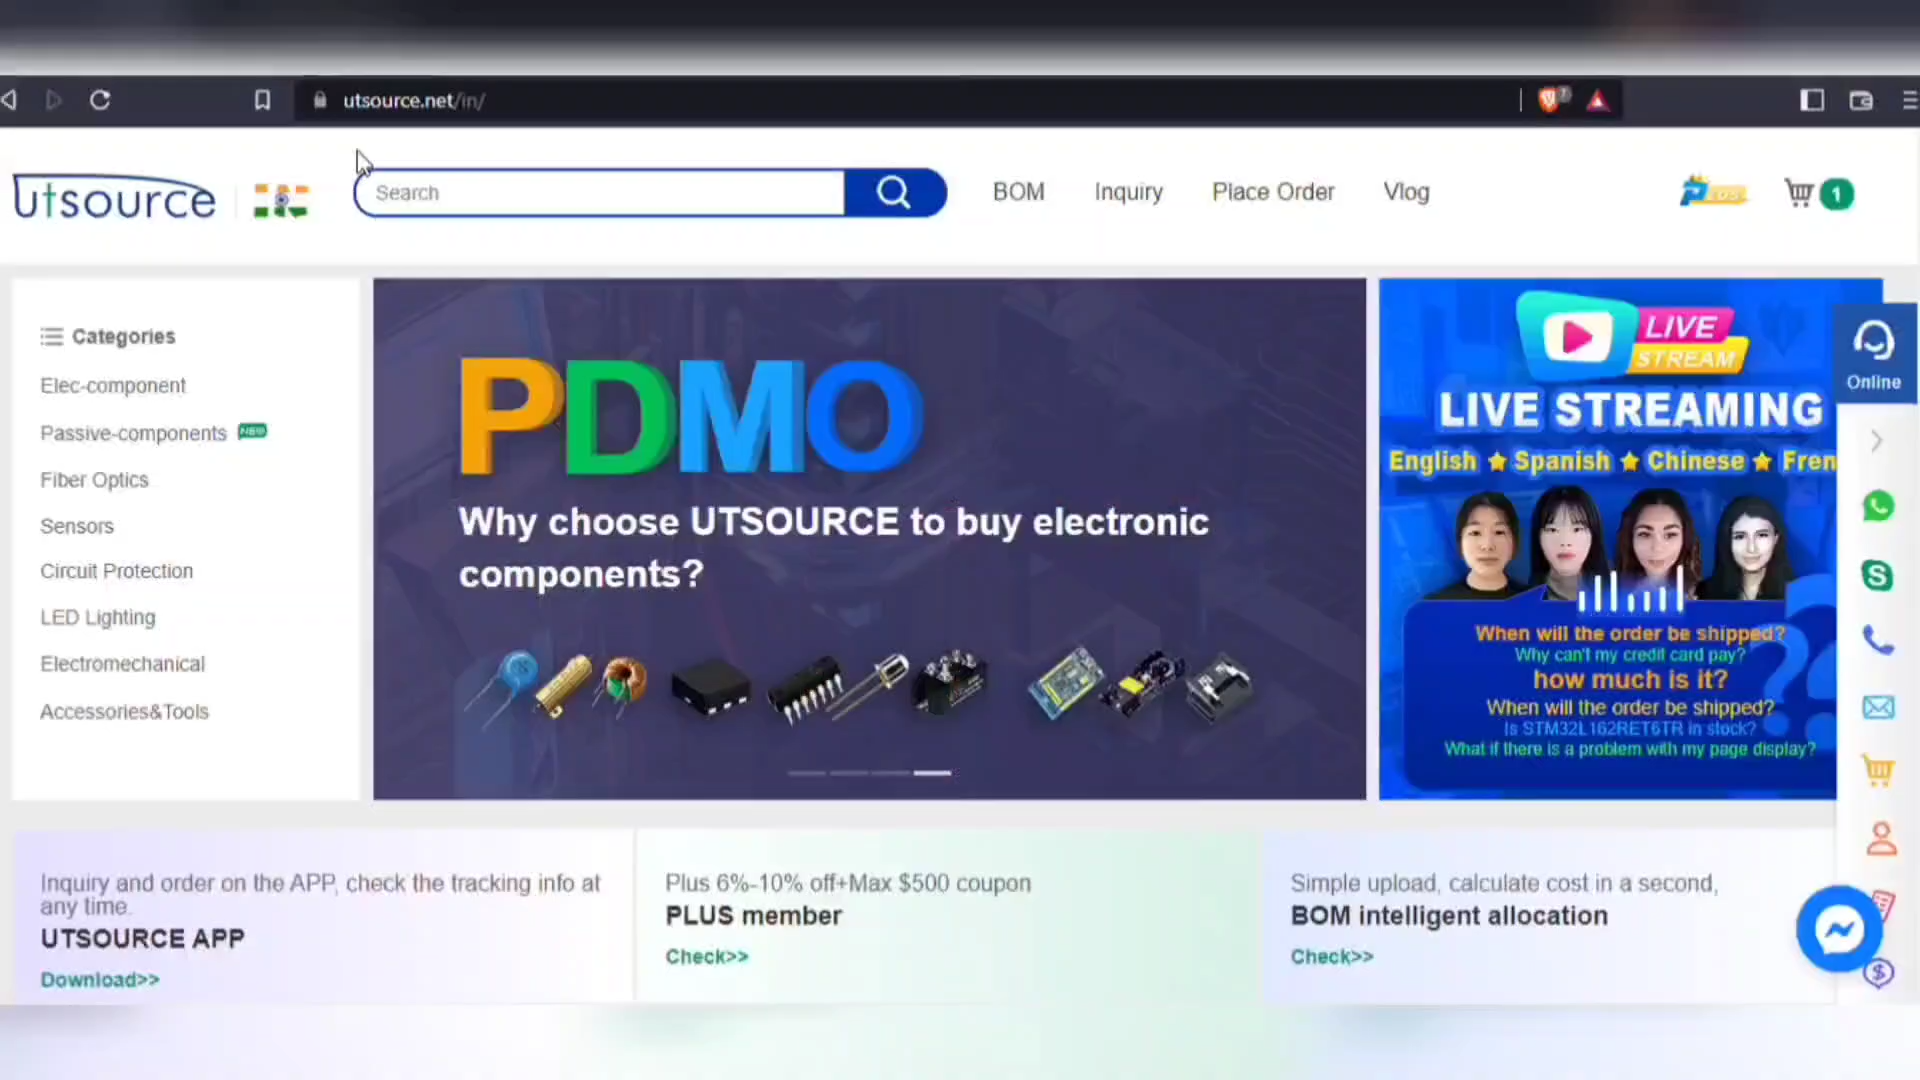 utsource.net/in/
utsource
Search
BOM
Inquiry
Place Order
Vlog
PLUS
1
Categories
Elec-component
Passive-components NEW
Fiber Optics
Sensors
Circuit Protection
LED Lighting
Electromechanical
Accessories&Tools
PDMO
Why choose UTSOURCE to buy electronic
components?
LIVE
STREAM
LIVE STREAMING
English ★ Spanish ★ Chinese ★ Fren
When will the order be shipped?
Why can't my credit card pay?
how much is it?
When will the order be shipped?
Is STM32L162RET6TR in stock?
What if there is a problem with my page display?
Online
Inquiry and order on the APP, check the tracking info at
any time.
UTSOURCE APP
Download>>
Plus 6%-10% off+Max $500 coupon
PLUS member
Check>>
Simple upload, calculate cost in a second,
BOM intelligent allocation
Check>>